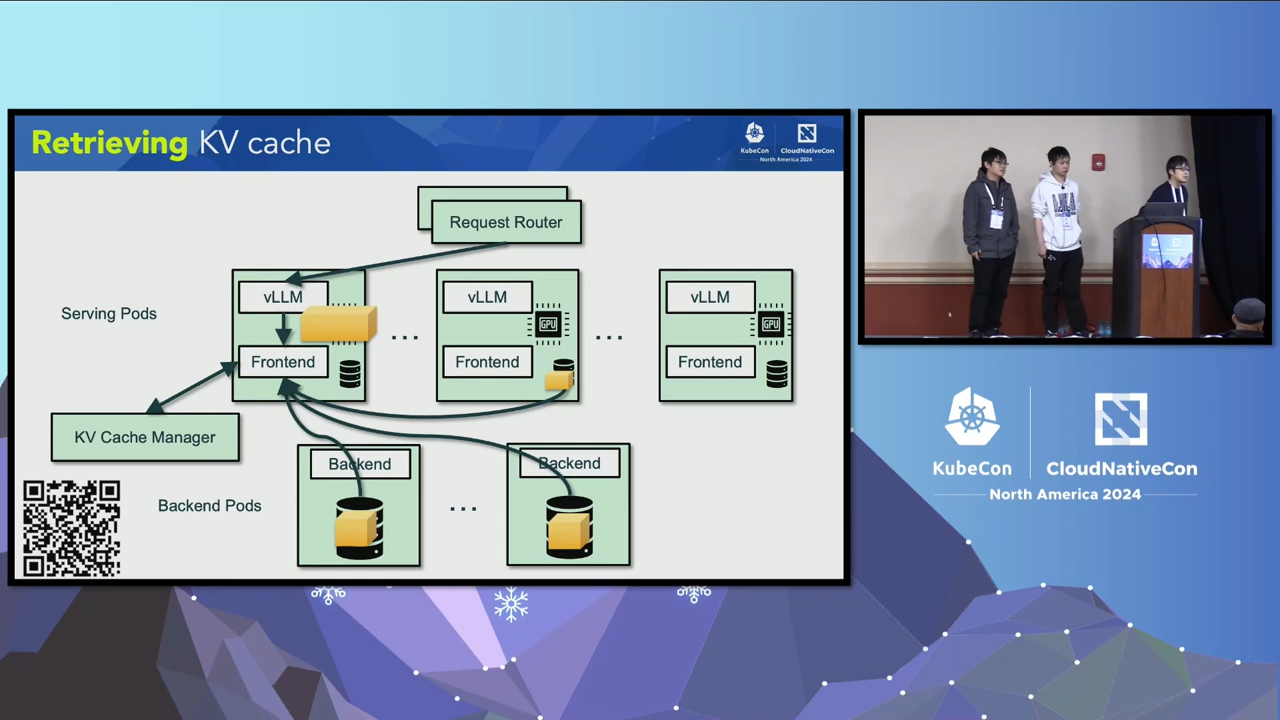 Retrieving KV cache
KubeCon
CloudNativeCon
North America 2024
Request Router
Serving Pods
vLLM
GPU
vLLM
GPU
vLLM
Frontend
Frontend
Frontend
KV Cache Manager
Backend
Backend
Backend Pods
KubeCon
CloudNativeCon
North America 2024